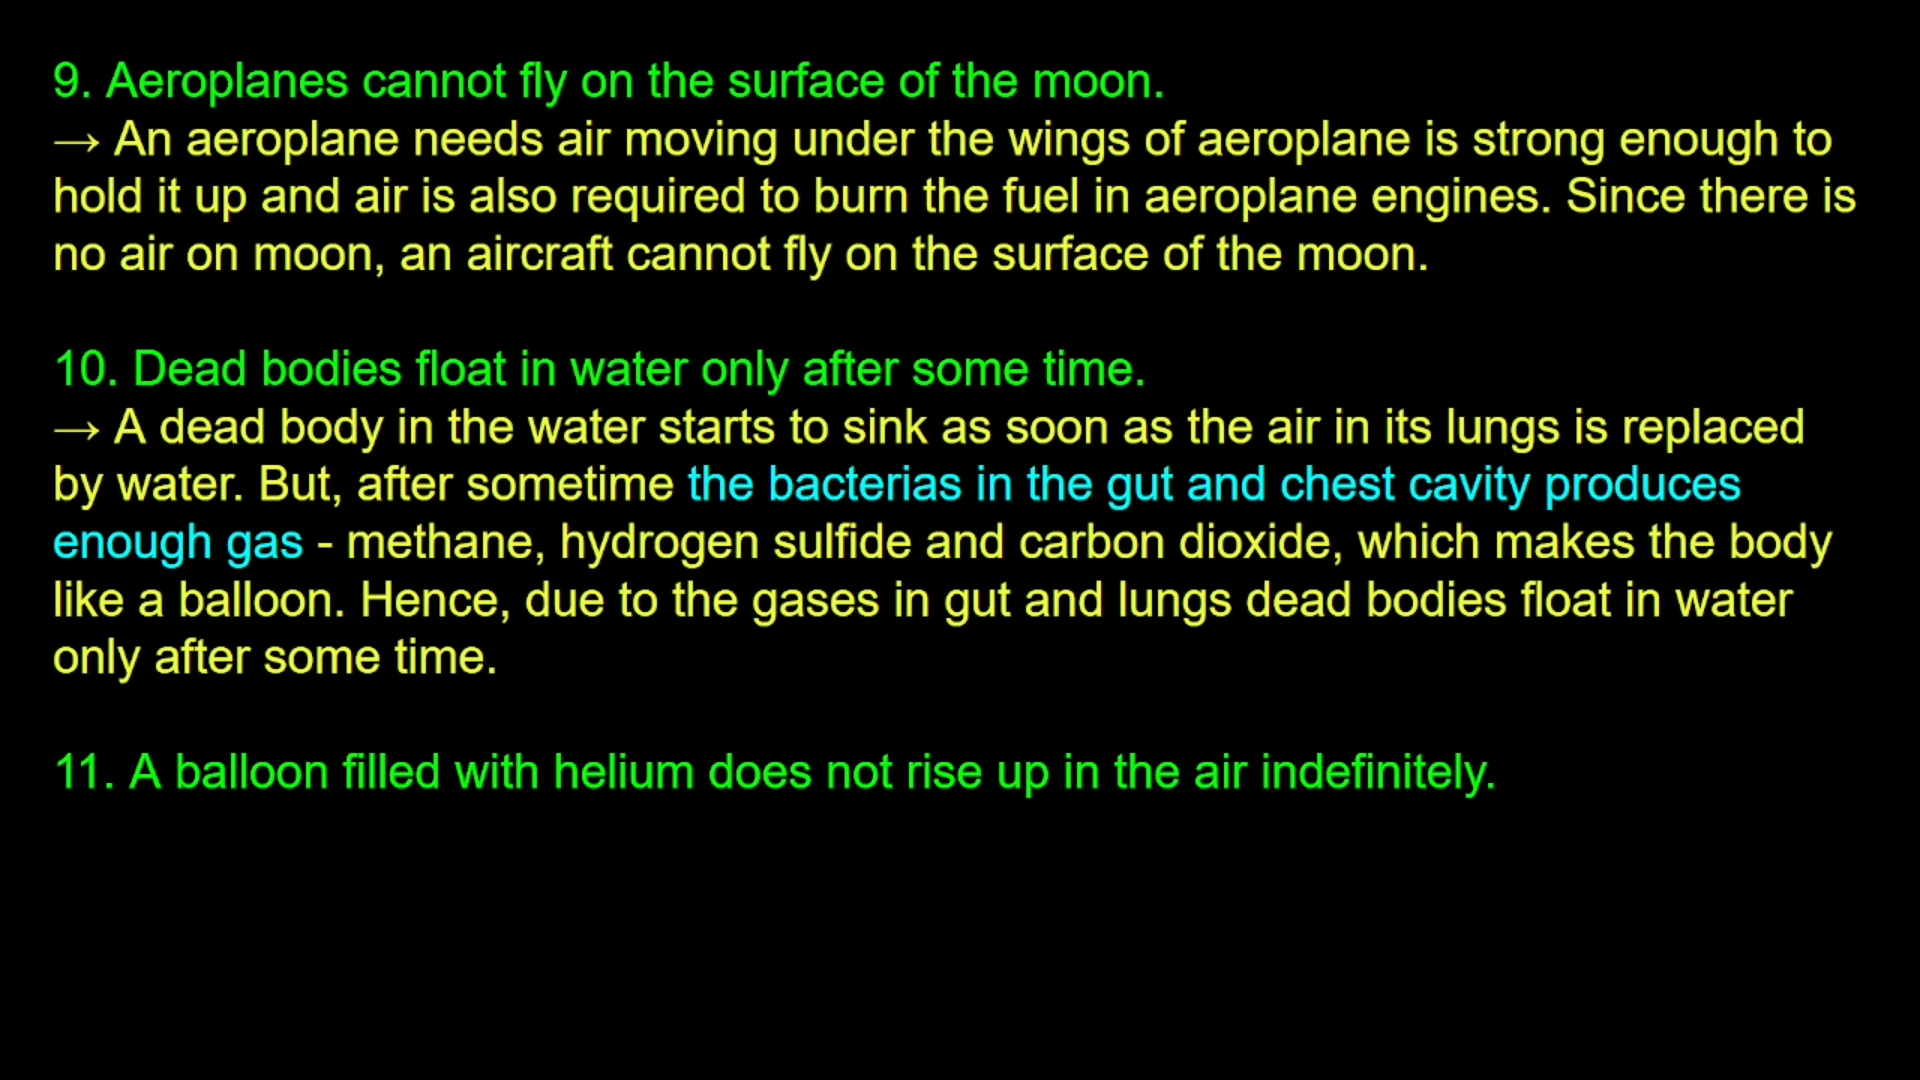 9. Aeroplanes cannot fly on the surface of the moon.
→ An aeroplane needs air moving under the wings of aeroplane is strong enough to
hold it up and air is also required to burn the fuel in aeroplane engines. Since there is
no air on moon, an aircraft cannot fly on the surface of the moon.
10. Dead bodies float in water only after some time.
→ A dead body in the water starts to sink as soon as the air in its lungs is replaced
by water. But, after sometime the bacterias in the gut and chest cavity produces
enough gas - methane, hydrogen sulfide and carbon dioxide, which makes the body
like a balloon. Hence, due to the gases in gut and lungs dead bodies float in water
only after some time.
11. A balloon filled with helium does not rise up in the air indefinitely.